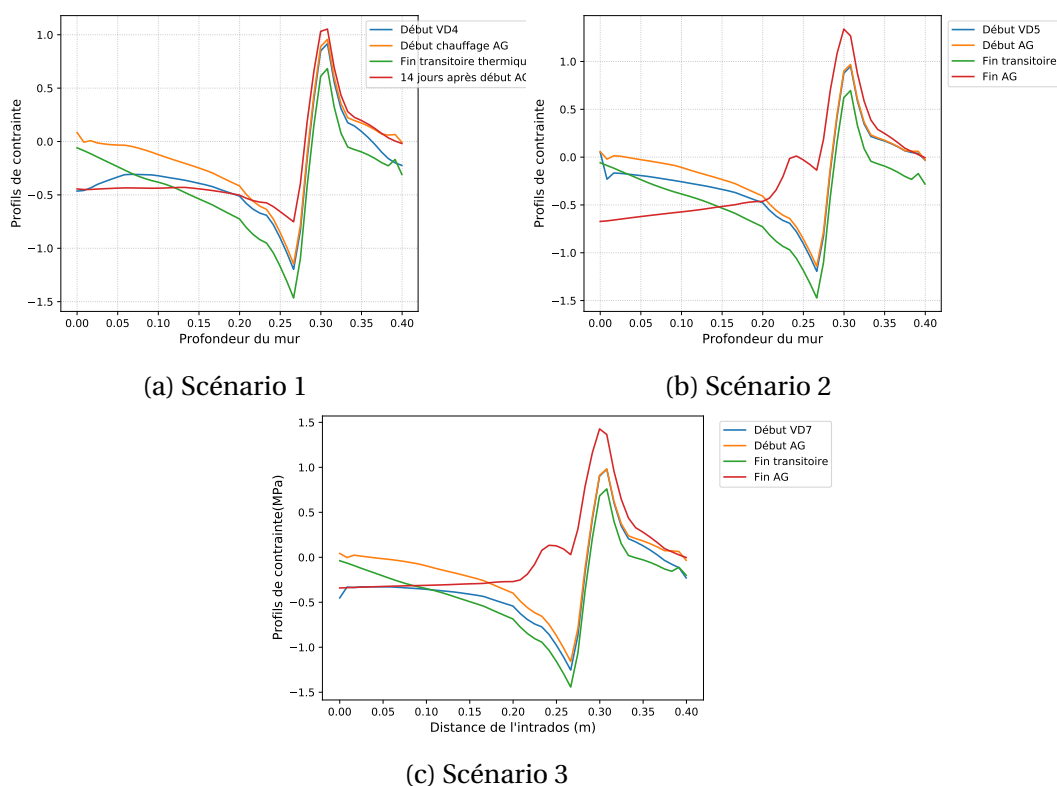 1.0
0.5
0.0
−0.5
−1.0
−1.5
Profils de contrainte
0.00 0.05 0.10 0.15 0.20 0.25 0.30 0.35 0.40
Profondeur du mur
Début VD4
Début chauffage AG
Fin transitoire thermiqu
14 jours après début AG
(a) Scénario 1
1.0
0.5
0.0
−0.5
−1.0
−1.5
Profils de contrainte
0.00 0.05 0.10 0.15 0.20 0.25 0.30 0.35 0.40
Profondeur du mur
Début VD5
Début AG
Fin transitoire
Fin AG
(b) Scénario 2
1.5
1.0
0.5
0.0
−0.5
−1.0
−1.5
Profils de contrainte(MPa)
0.00 0.05 0.10 0.15 0.20 0.25 0.30 0.35 0.40
Distance de l'intrados (m)
Début VD7
Début AG
Fin transitoire
Fin AG
(c) Scénario 3